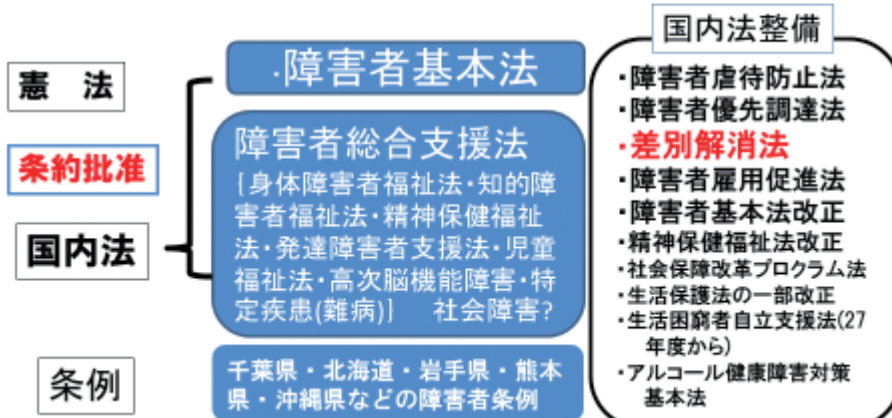 憲　法
条約批准
国内法
条例
・障害者基本法
障害者総合支援法
[身体障害者福祉法・知的障
害者福祉法・精神保健福祉
法・発達障害者支援法・児童
福祉法・高次脳機能障害・特
定疾患(難病)]　社会障害?
千葉県・北海道・岩手県・熊本
県・沖縄県などの障害者条例
国内法整備
・障害者虐待防止法
・障害者優先調達法
・差別解消法
・障害者雇用促進法
・障害者基本法改正
・精神保健福祉法改正
・社会保障改革プロクラム法
・生活保護法の一部改正
・生活困窮者自立支援法(27
年度から)
・アルコール健康障害対策
基本法